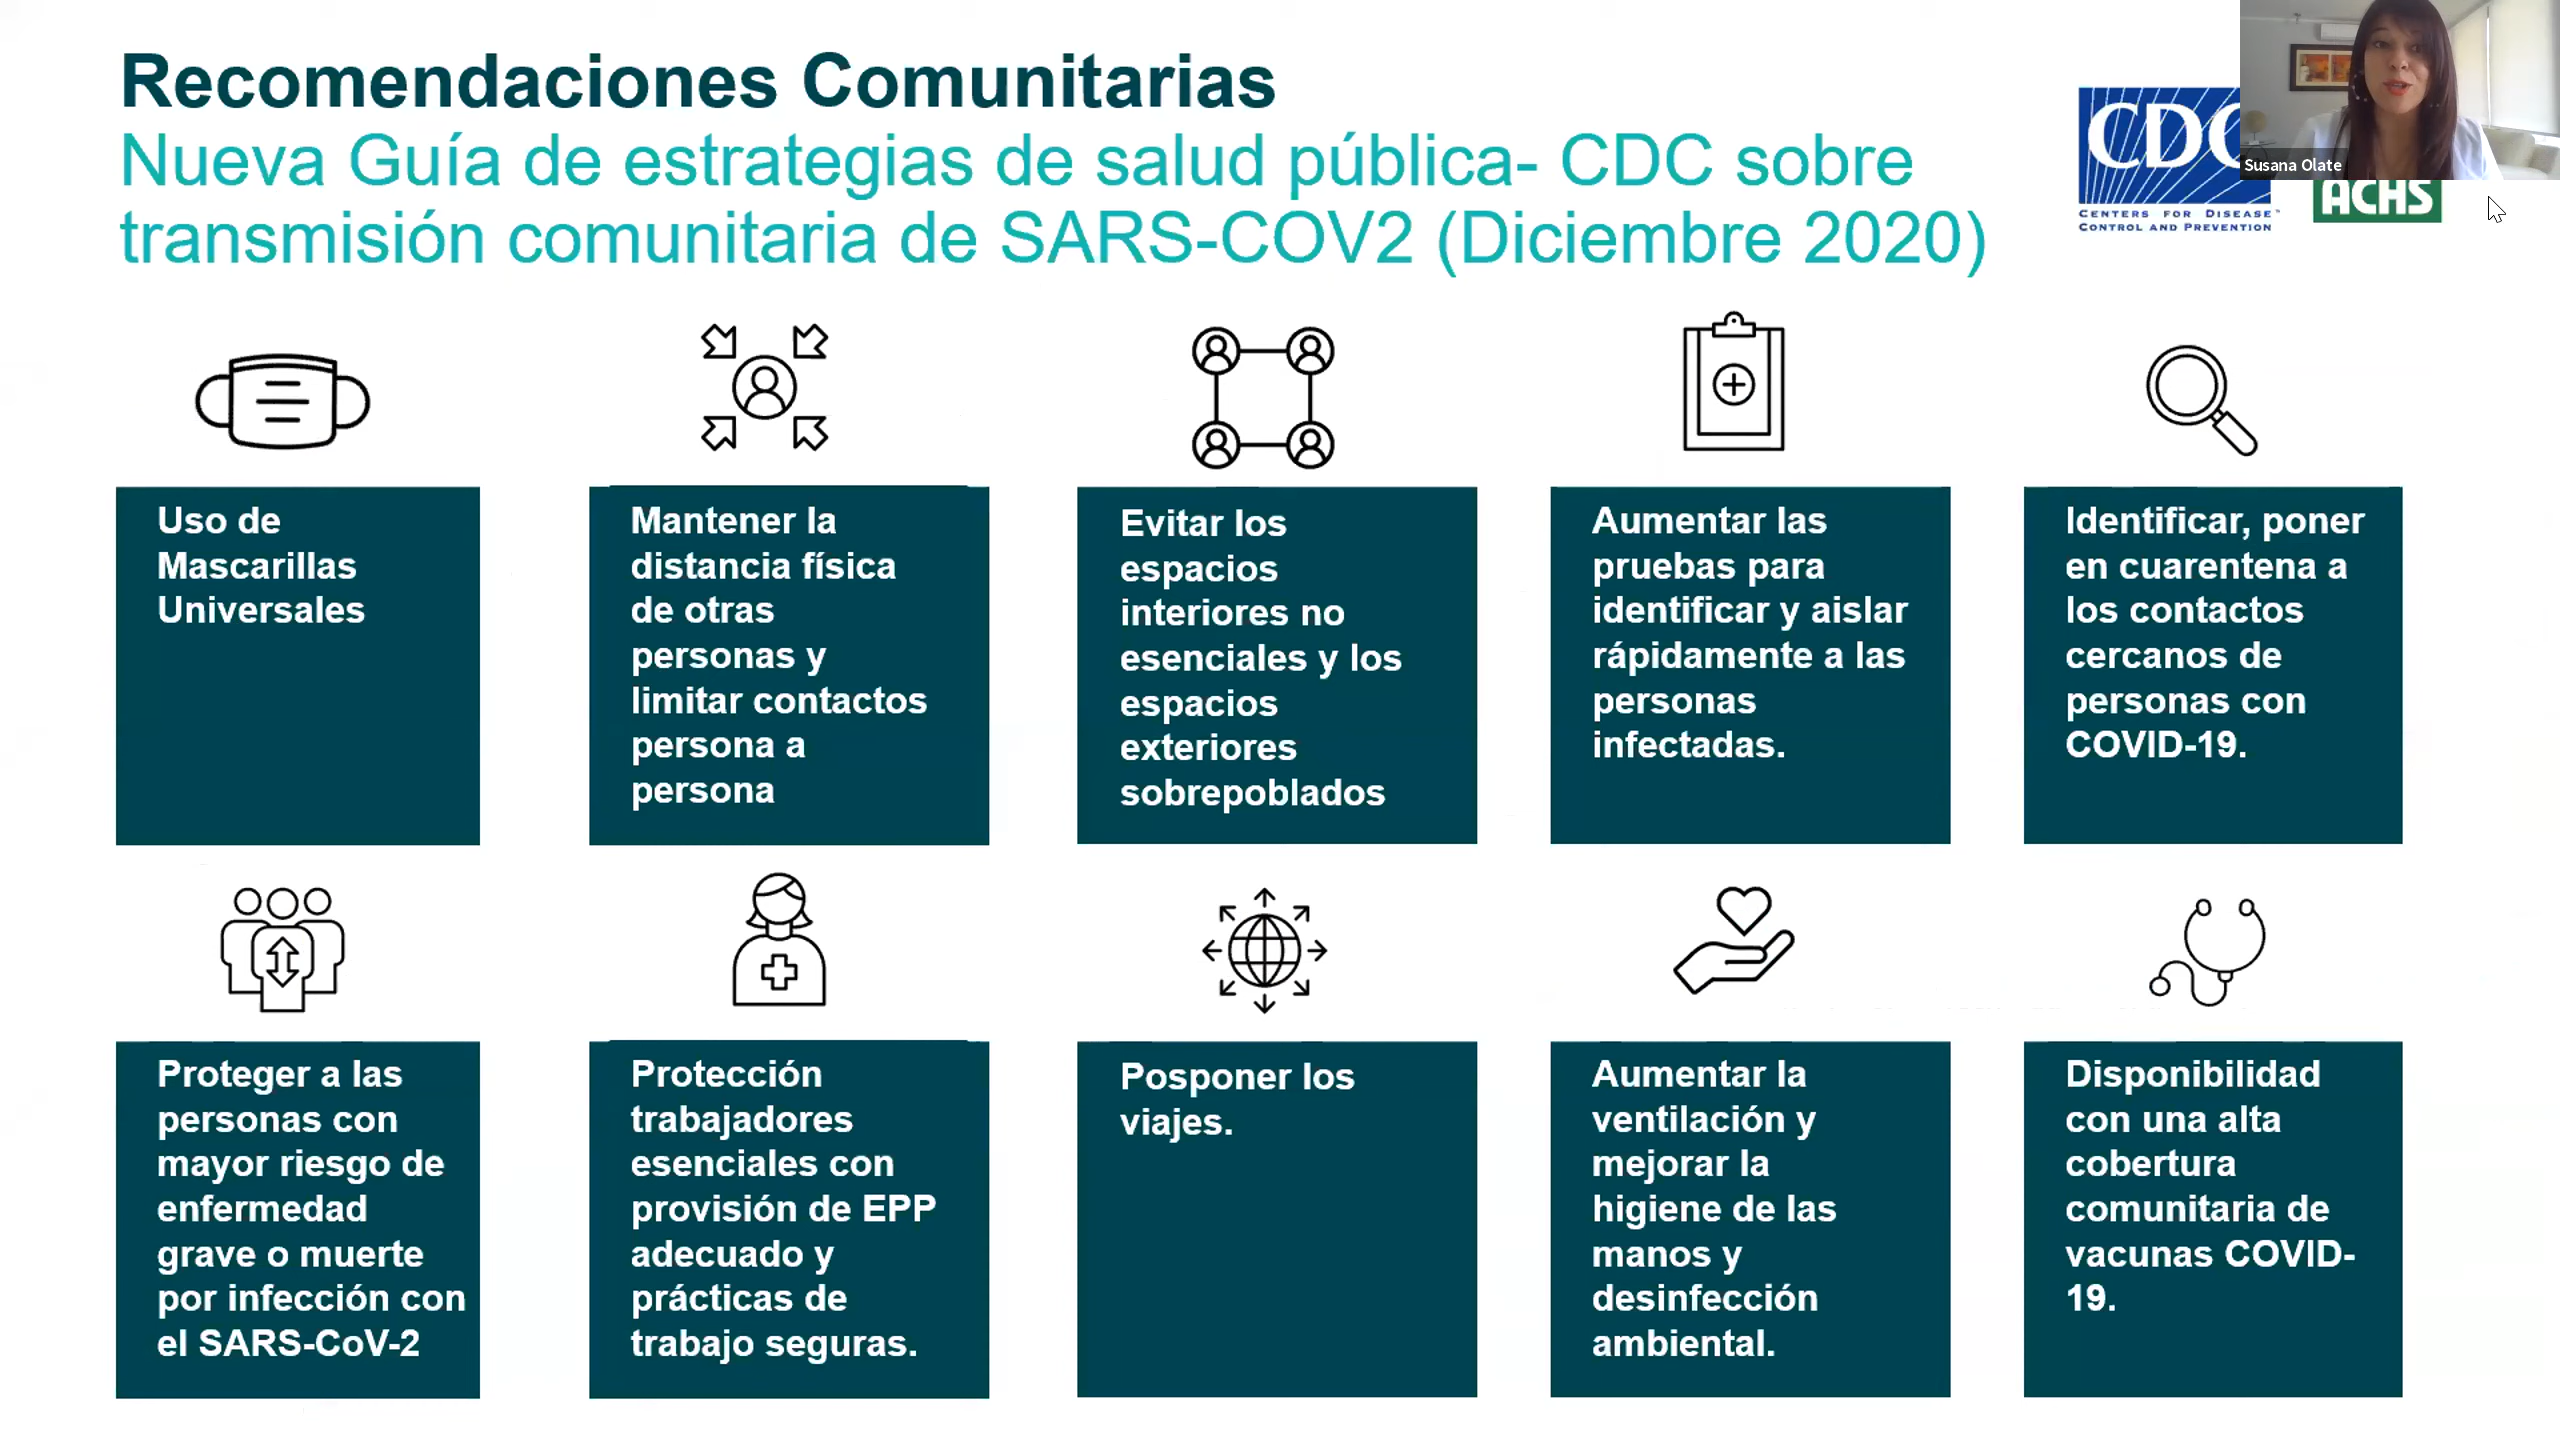 Recomendaciones Comunitarias
Nueva Guía de estrategias de salud pública- CDC sobre
transmisión comunitaria de SARS-COV2 (Diciembre 2020)
CDC
CENTERS FOR DISEASE™
CONTROL AND PREVENTION
Susana Olate
ACHS
Uso de
Mascarillas
Universales
Mantener la
distancia física
de otras
personas y
limitar contactos
persona a
persona
Evitar los
espacios
interiores no
esenciales y los
espacios
exteriores
sobrepoblados
Aumentar las
pruebas para
identificar y aislar
rápidamente a las
personas
infectadas.
Identificar, poner
en cuarentena a
los contactos
cercanos de
personas con
COVID-19.
Proteger a las
personas con
mayor riesgo de
enfermedad
grave o muerte
por infección con
el SARS-CoV-2
Protección
trabajadores
esenciales con
provisión de EPP
adecuado y
prácticas de
trabajo seguras.
Posponer los
viajes.
Aumentar la
ventilación y
mejorar la
higiene de las
manos y
desinfección
ambiental.
Disponibilidad
con una alta
cobertura
comunitaria de
vacunas COVID-
19.